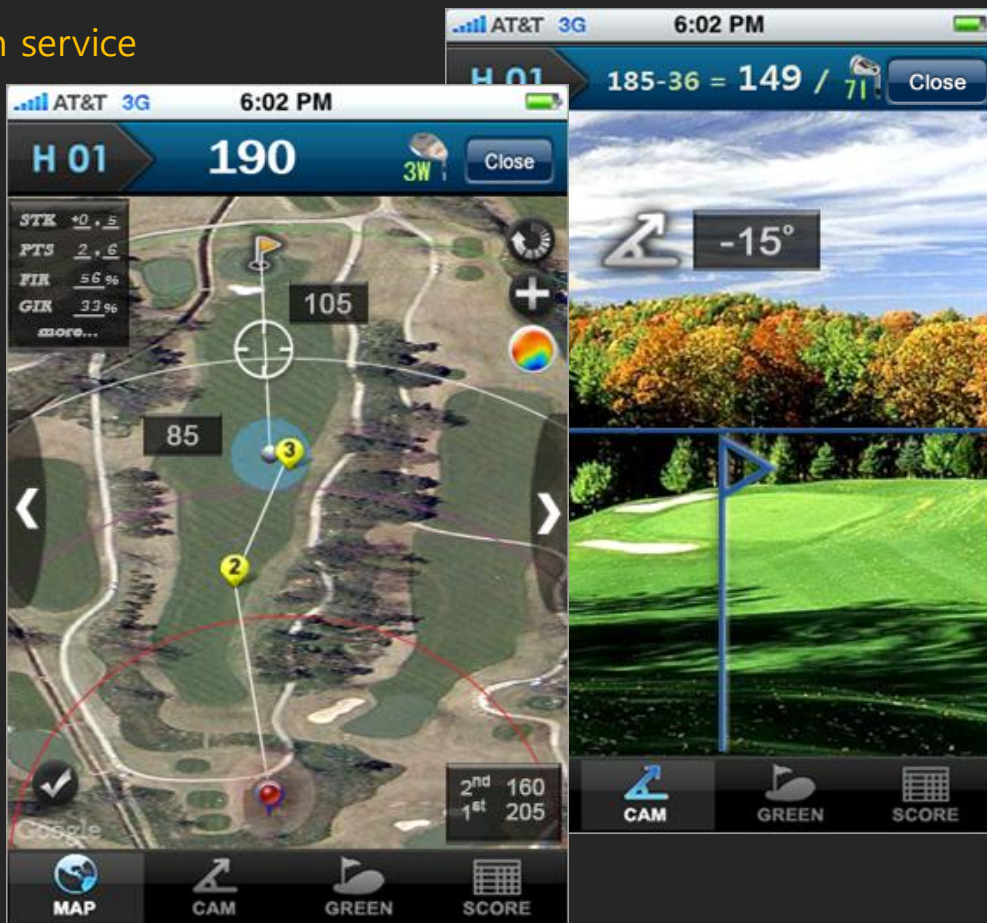 n service
AT&T 3G 6:02 PM
H 01 185-36 = 149 / 7I Close
-15°
CAM GREEN SCORE
AT&T 3G 6:02 PM
H 01 190 3W Close
STK +0.5
PTS 2.6
FIR 56%
GIR 33%
more...
105
85
3
2
2nd 160
1st 205
Google
MAP CAM GREEN SCORE